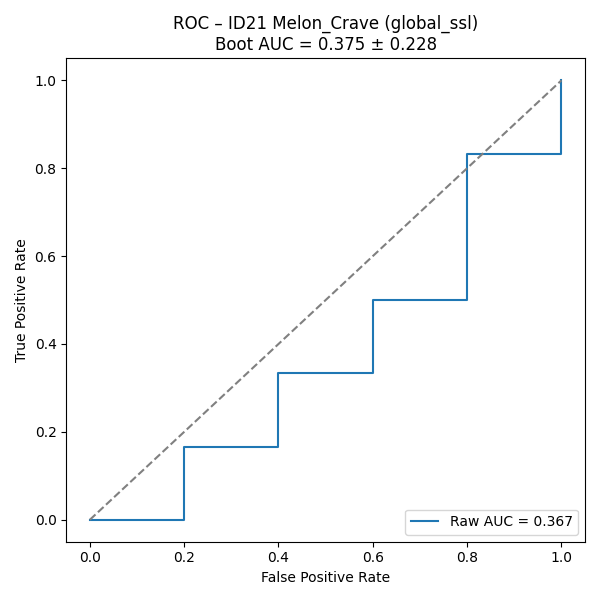 ROC – ID21 Melon_Crave (global_ssl)
Boot AUC = 0.375 ± 0.228
True Positive Rate
1.0
0.8
0.6
0.4
0.2
0.0
Raw AUC = 0.367
0.0 0.2 0.4 0.6 0.8 1.0
False Positive Rate